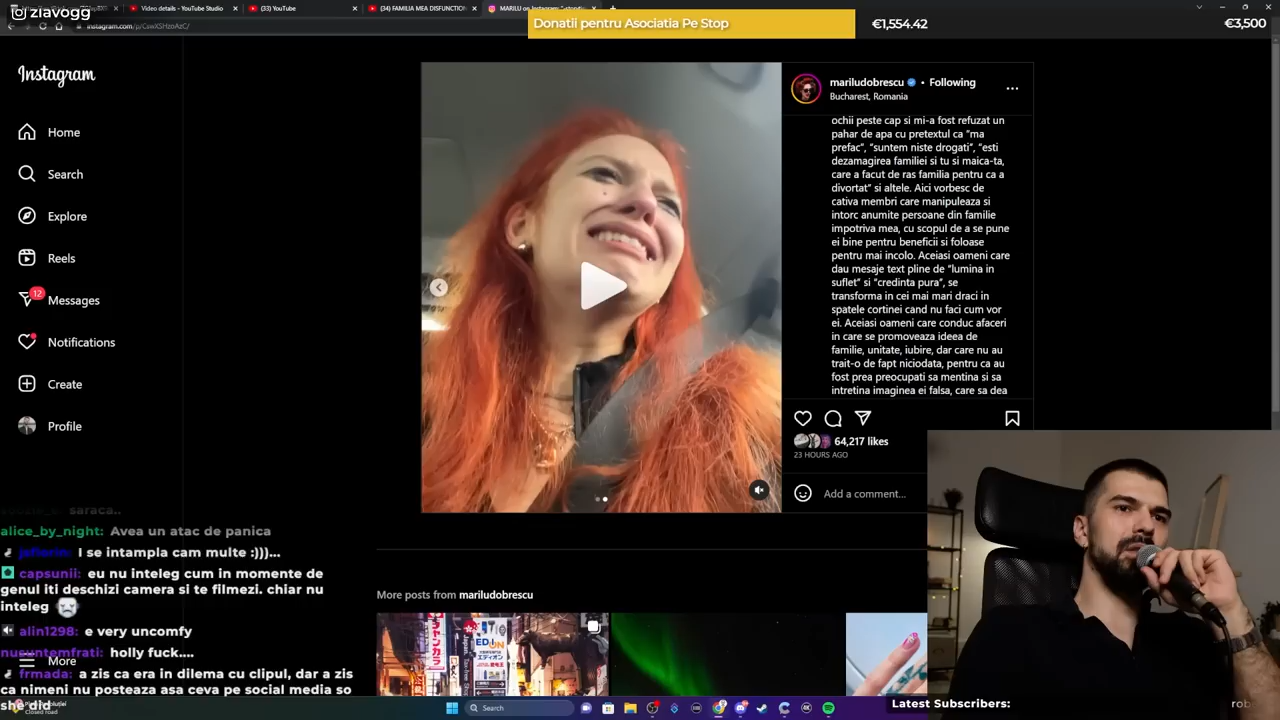 ziavogg
Video details - YouTube Studio
(33) YouTube
(34) FAMILIA MEA DISFUNCTION
MARILU on Instagram: "
instagram.com/p/CswXSHzoAzC/
Donatii pentru Asociatia Pe Stop
€1,554.42
€3,500
Instagram
Home
Search
Explore
Reels
12
Messages
Notifications
Create
Profile
More
mariludobrescu • Following
Bucharest, Romania
ochii peste cap si mi-a fost refuzat un
pahar de apa cu pretextul ca "ma
prefac", "suntem niste drogati", "esti
dezamagirea familiei si tu si maica-ta,
care a facut de ras familia pentru ca a
divortat" si altele. Aici vorbesc de
cativa membri care manipuleaza si
intorc anumite persoane din familie
impotriva mea, cu scopul de a se pune
ei bine pentru beneficii si foloase
pentru mai incolo. Aceiasi oameni care
dau mesaje text pline de "lumina in
suflet" si "credinta pura", se
transforma in cei mai mari draci in
spatele cortinei cand nu faci cum vor
ei. Aceiasi oameni care conduc afaceri
in care se promoveaza ideea de
familie, unitate, iubire, dar care nu au
trait-o de fapt niciodata, pentru ca au
fost prea preocupati sa mentina si sa
intretina imaginea ei falsa, care sa dea
64,217 likes
23 HOURS AGO
Add a comment...
More posts from mariludobrescu
saraca..
alice_by_night: Avea un atac de panica
I se intampla cam multe :)))...
capsunii: eu nu inteleg cum in momente de
genul iti deschizi camera si te filmezi. chiar nu
inteleg
alin1298: e very uncomfy
nusuntemfrati: holly fuck....
frmada: a zis ca era in dilema cu clipul, dar a zis
ca nimeni nu posteaza asa ceva pe social media so
she did
Closed road
Search
Latest Subscribers: